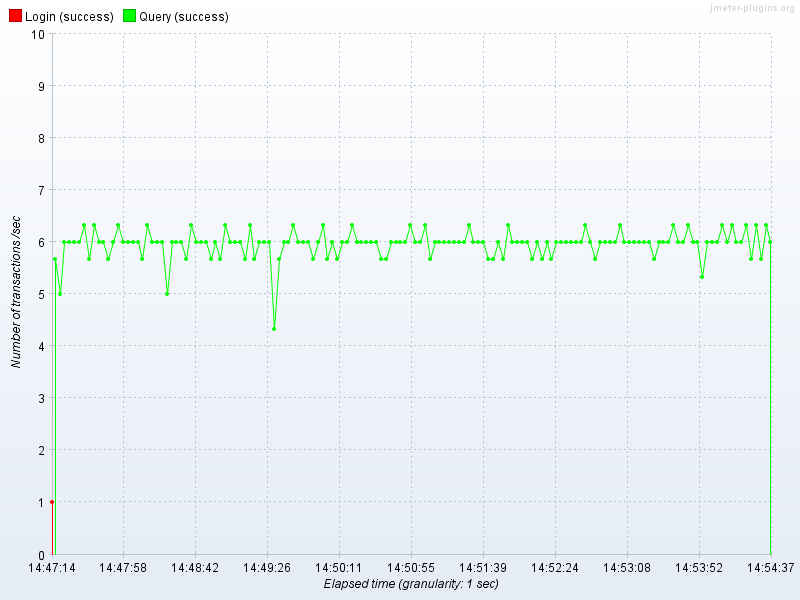 jmeter-plugins.org
Login (success) Query (success)
10
9
8
7
6
5
4
3
2
1
0
Number of transactions /sec
14:47:14 14:47:58 14:48:42 14:49:26 14:50:11 14:50:55 14:51:39 14:52:24 14:53:08 14:53:52 14:54:37
Elapsed time (granularity: 1 sec)